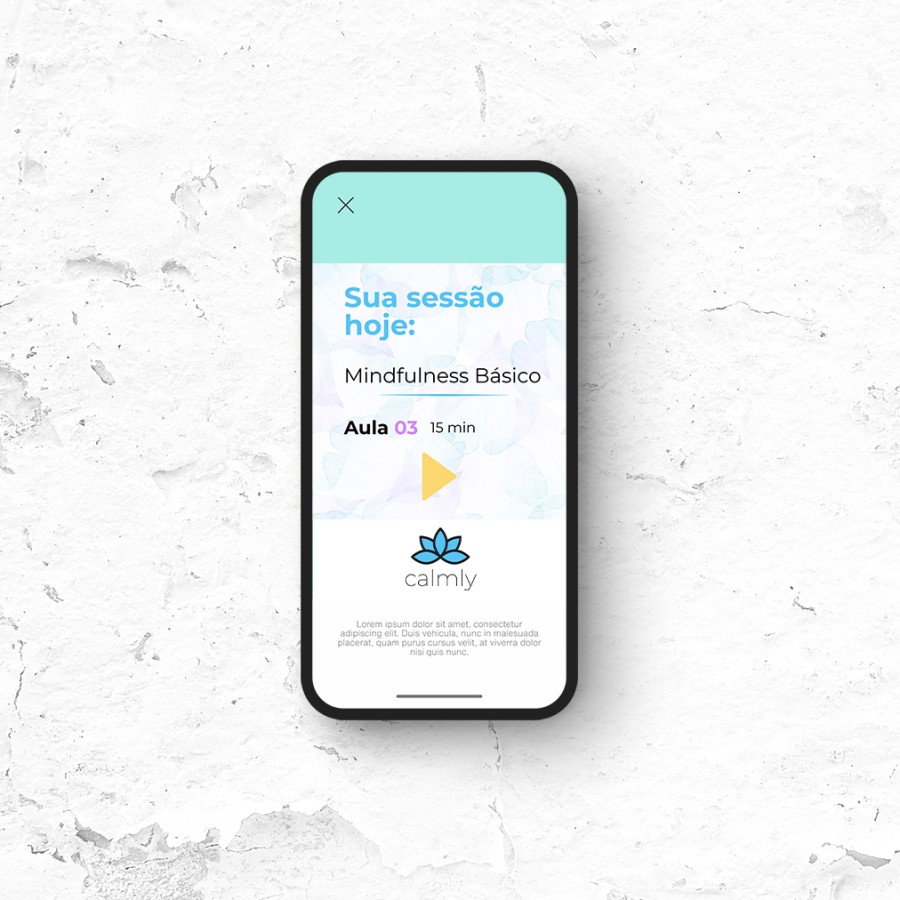 Sua sessão
hoje:
Mindfulness Básico
Aula 03 15 min
calmly
Lorem ipsum dolor sit amet, consectetur
adipiscing elit. Duis vehicula, nunc in malesuada
placerat, quam purus cursus velit, at viverra dolor
nisi quis nunc.